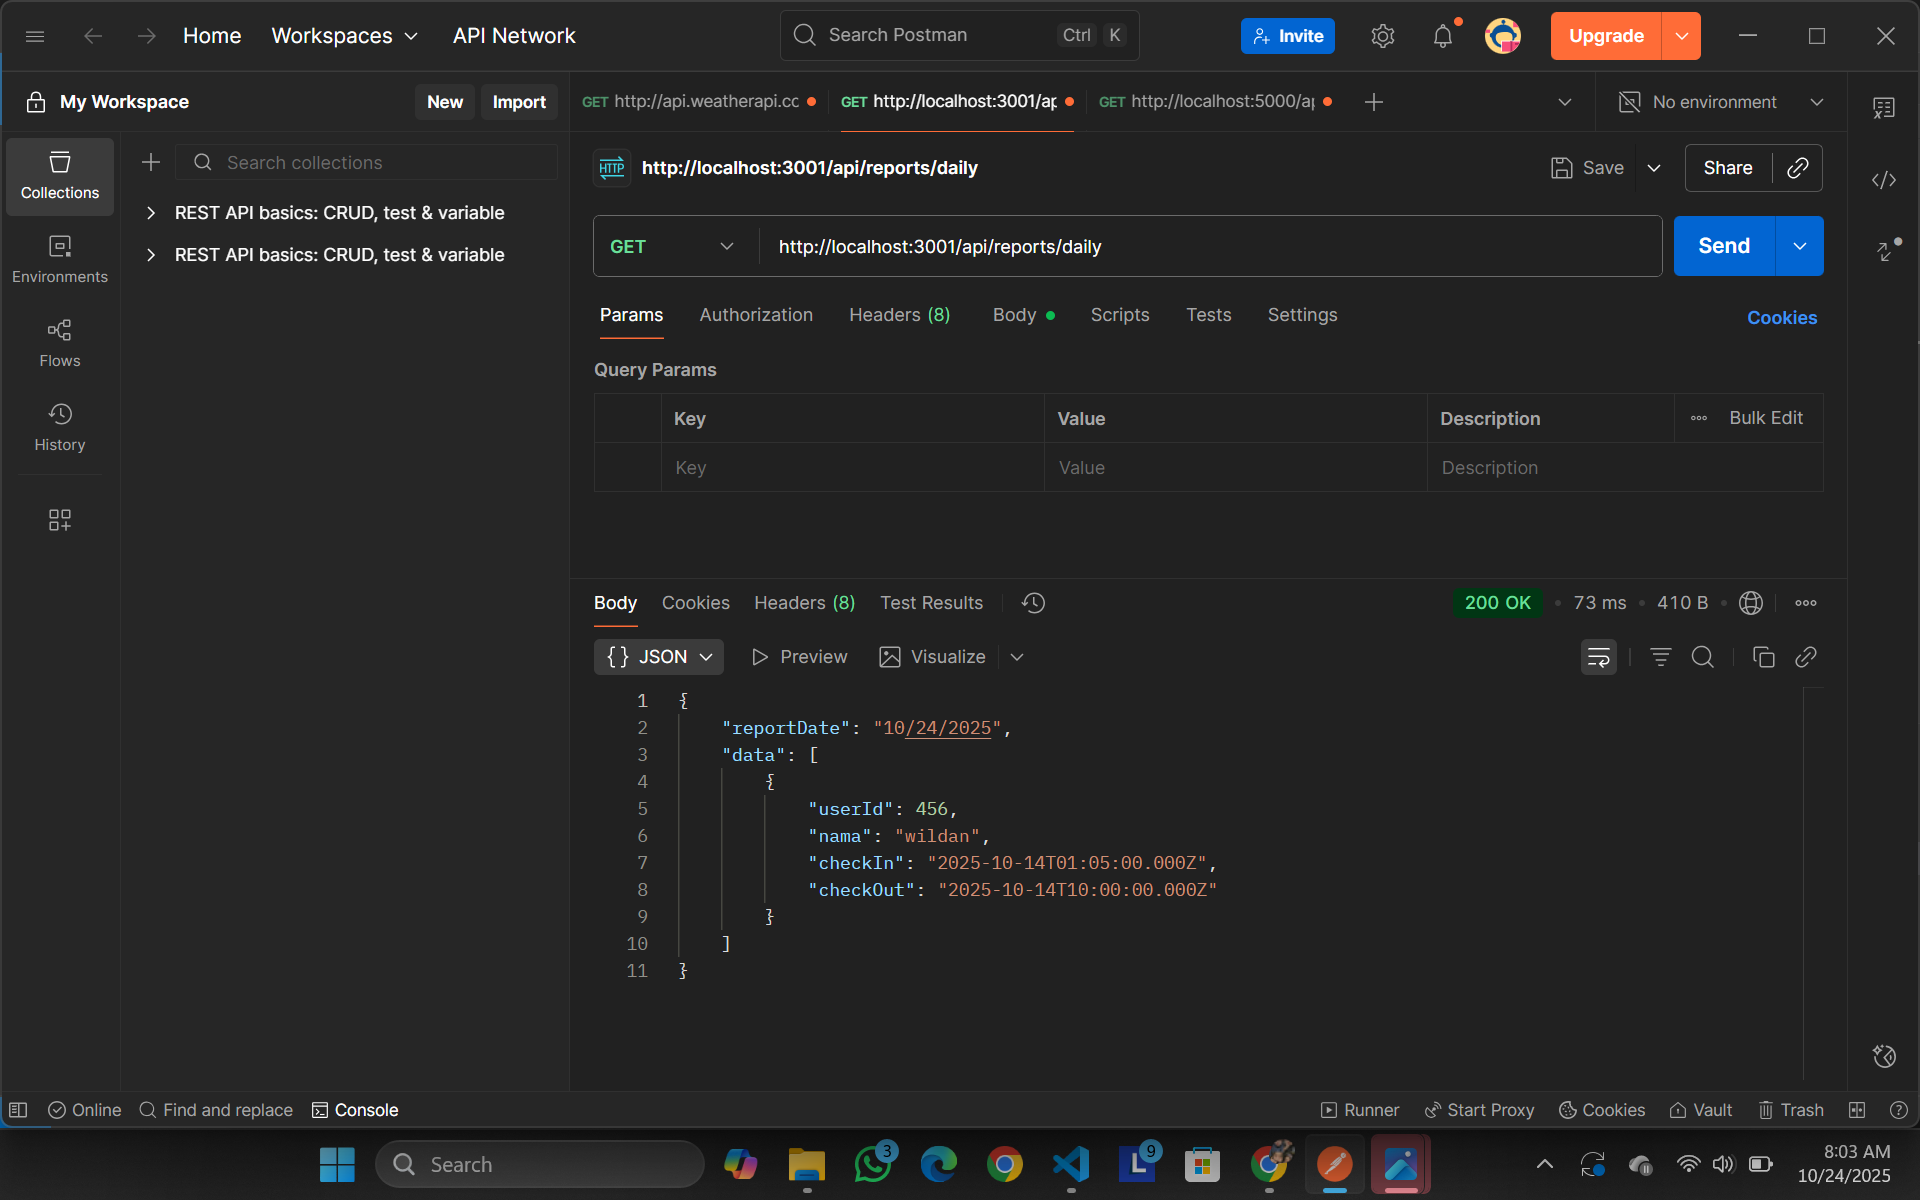 Home
Workspaces
API Network
Search Postman
Ctrl K
Invite
Upgrade
My Workspace
New
Import
GET http://api.weatherapi.cc
GET http://localhost:3001/ap
GET http://localhost:5000/ap
No environment
Collections
Environments
Flows
History
Search collections
REST API basics: CRUD, test & variable
REST API basics: CRUD, test & variable
HTTP http://localhost:3001/api/reports/daily
Save
Share
GET
http://localhost:3001/api/reports/daily
Send
Params
Authorization
Headers (8)
Body
Scripts
Tests
Settings
Cookies
Query Params
Key Value Description Bulk Edit
Key Value Description
Body
Cookies
Headers (8)
Test Results
200 OK
73 ms
410 B
{} JSON
Preview
Visualize
1 {
2 "reportDate": "10/24/2025",
3 "data": [
4 {
5 "userId": 456,
6 "nama": "wildan",
7 "checkIn": "2025-10-14T01:05:00.000Z",
8 "checkOut": "2025-10-14T10:00:00.000Z"
9 }
10 ]
11 }
Online
Find and replace
Console
Runner
Start Proxy
Cookies
Vault
Trash
Search
3
L 9
8:03 AM
10/24/2025